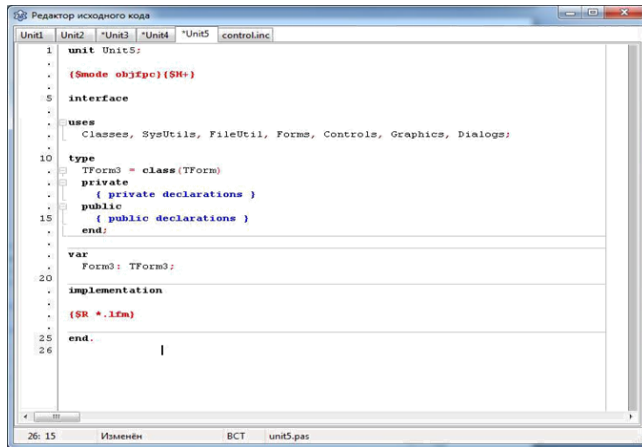 Редактор исходного кода
Unit1 Unit2 *Unit3 *Unit4 *Unit5 control.inc
1 unit Unit5;
.
. {$mode objfpc}{$H+}
.
5 interface
.
. uses
. Classes, SysUtils, FileUtil, Forms, Controls, Graphics, Dialogs;
.
10 type
. TForm3 = class(TForm)
. private
. { private declarations }
. public
15 { public declarations }
. end;
.
. var
. Form3: TForm3;
20
. implementation
.
. {$R *.lfm}
.
25 end.
26
26: 15 Изменён ВСТ unit5.pas